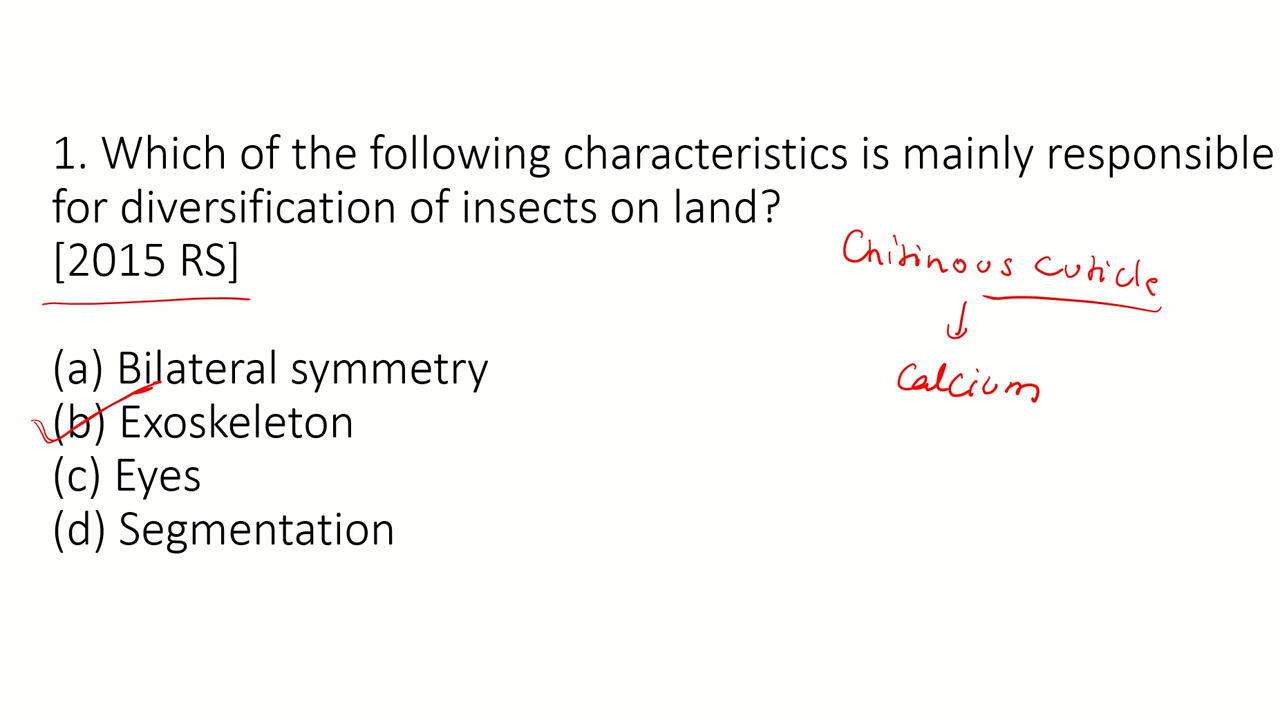 1. Which of the following characteristics is mainly responsible
for diversification of insects on land?
[2015 RS]
Chitinous cuticle
calcium
(a) Bilateral symmetry
(b) Exoskeleton
(c) Eyes
(d) Segmentation